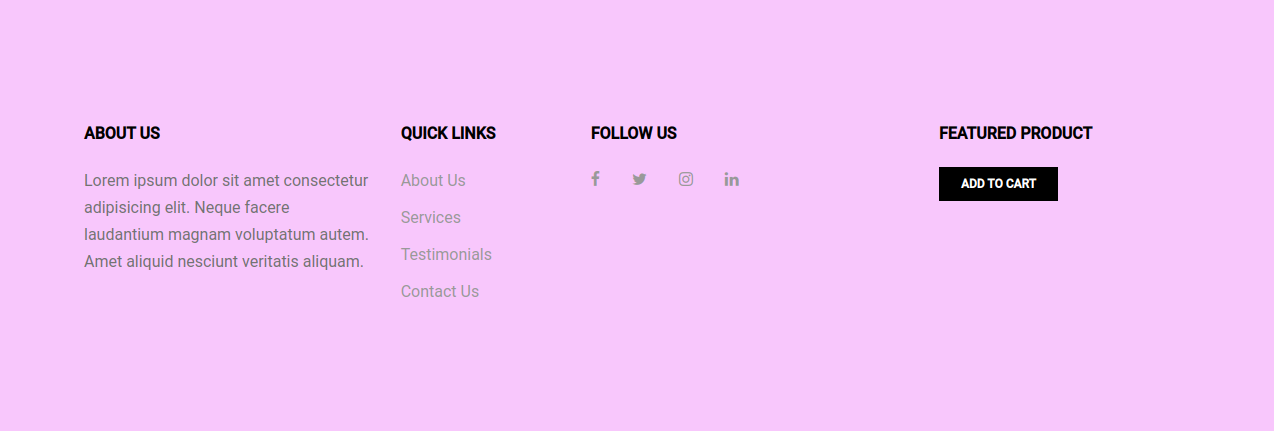 ABOUT US
Lorem ipsum dolor sit amet consectetur
adipisicing elit. Neque facere
laudantium magnam voluptatum autem.
Amet aliquid nesciunt veritatis aliquam.
QUICK LINKS
About Us
Services
Testimonials
Contact Us
FOLLOW US
FEATURED PRODUCT
ADD TO CART